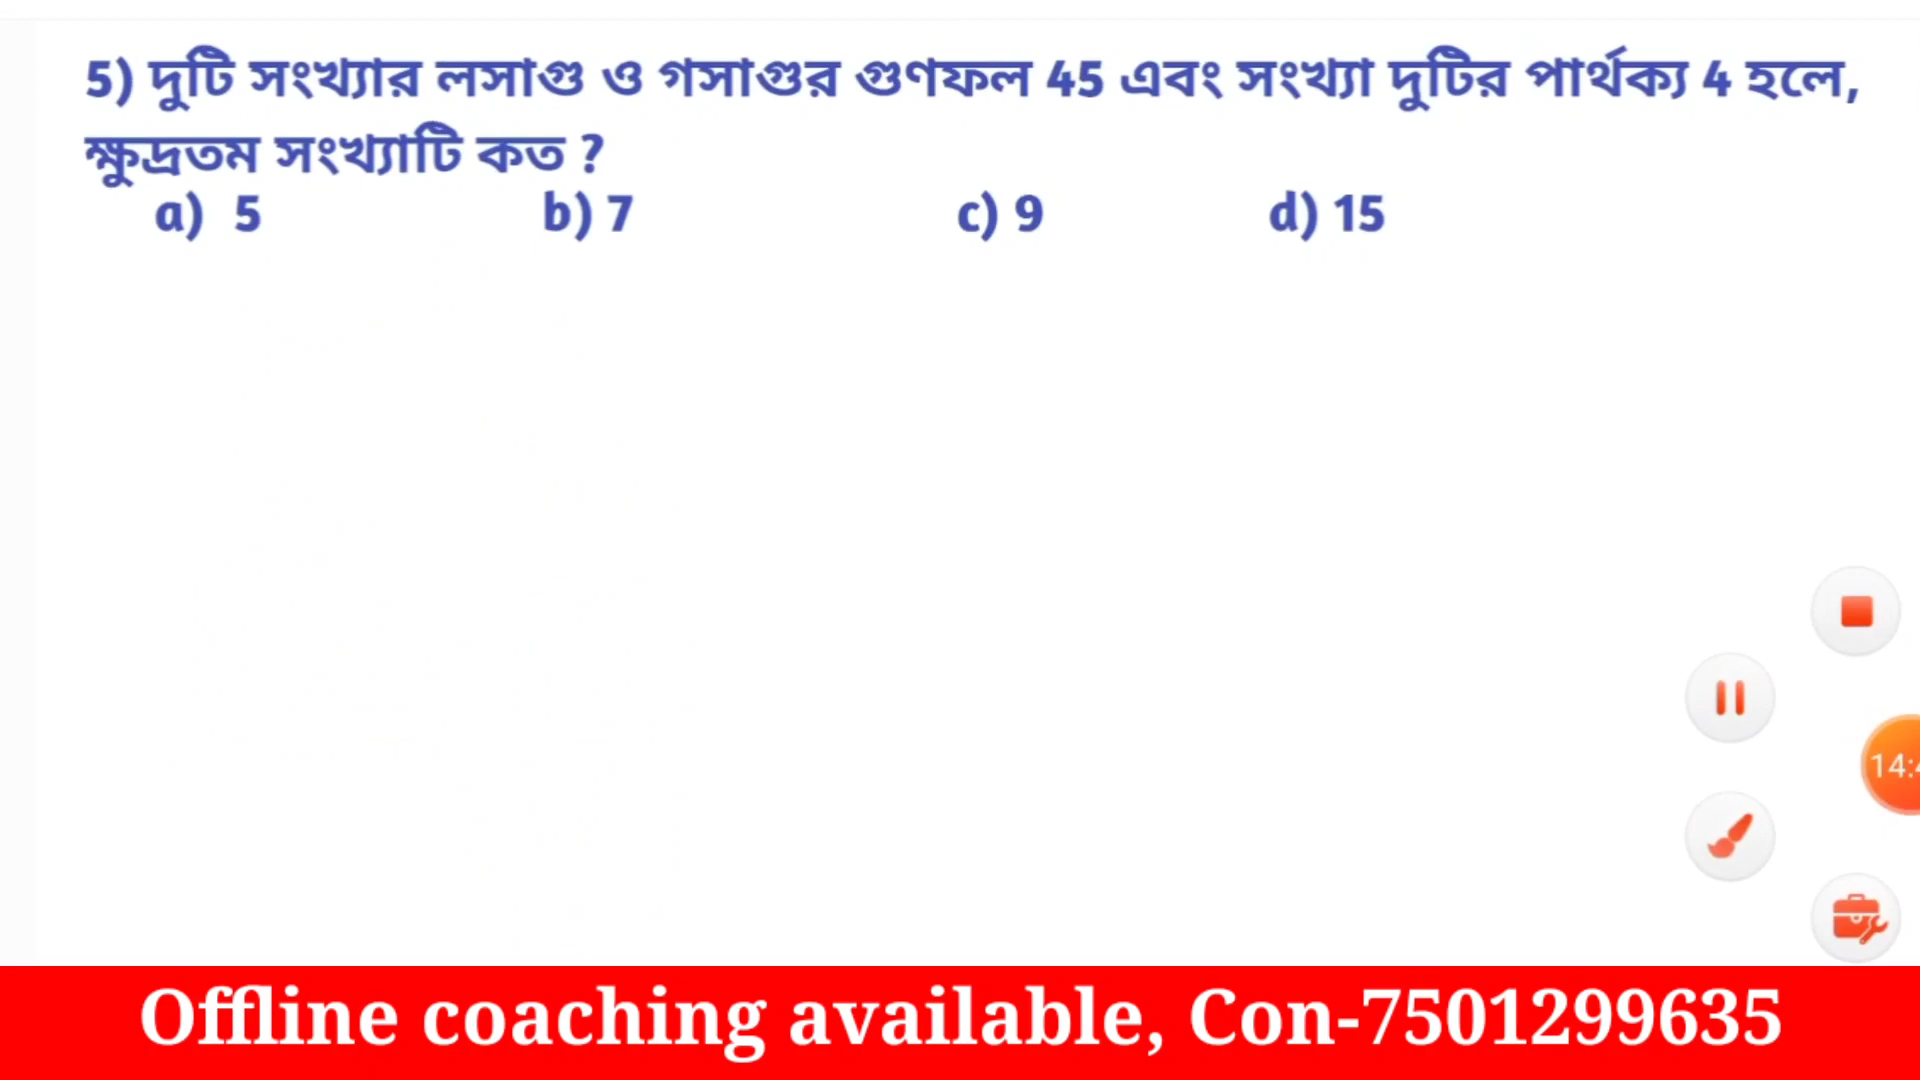 5) দুটি সংখ্যার লসাগু ও গসাগুর গুণফল 45 এবং সংখ্যা দুটির পার্থক্য 4 হলে,
ক্ষুদ্রতম সংখ্যাটি কত ?
a) 5 b) 7 c) 9 d) 15
Offline coaching available, Con-7501299635